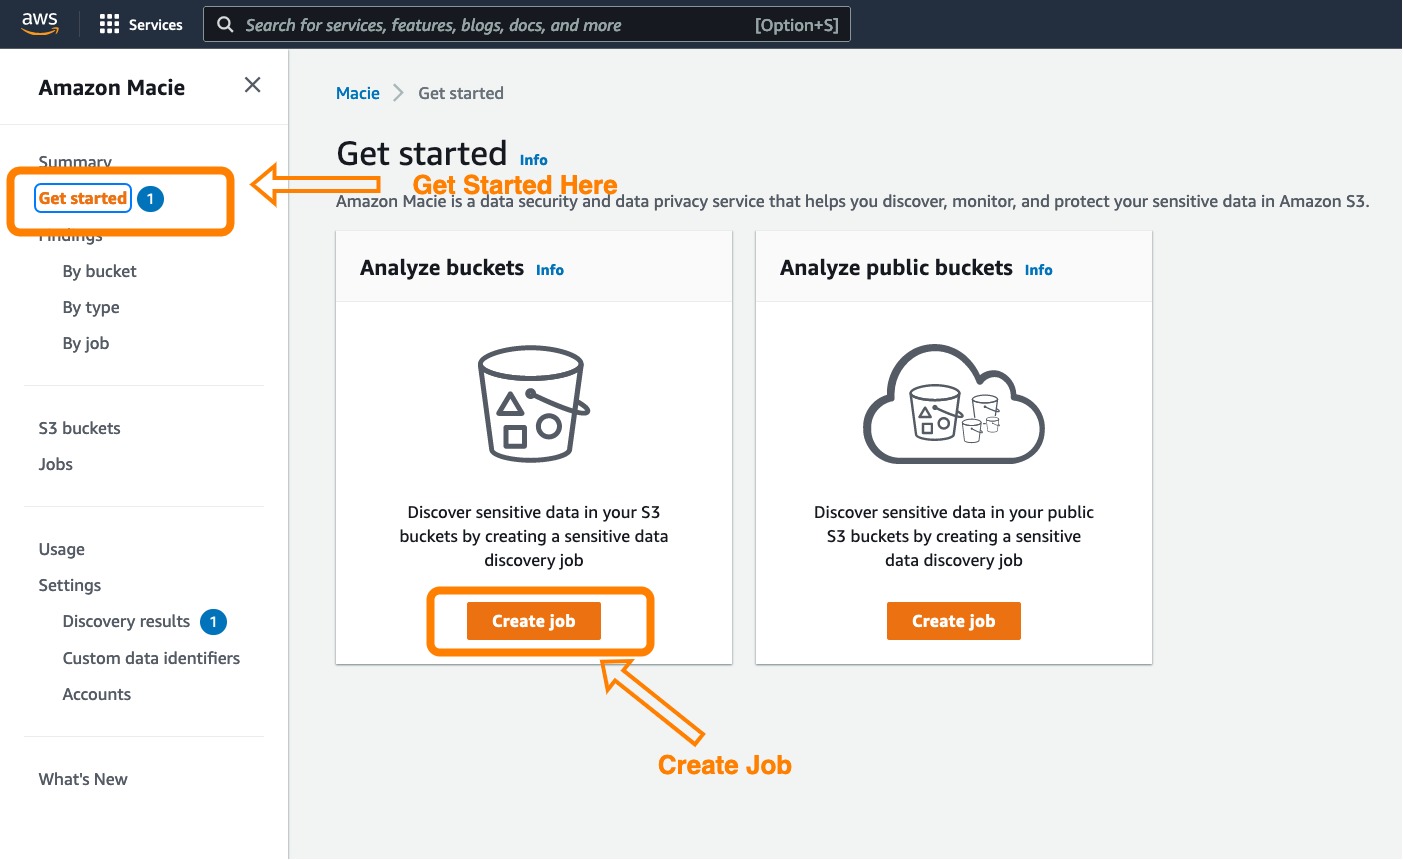 aws
Services
Search for services, features, blogs, docs, and more
[Option+S]
Amazon Macie
Summary
Get started 1
Findings
By bucket
By type
By job
S3 buckets
Jobs
Usage
Settings
Discovery results 1
Custom data identifiers
Accounts
What's New
Macie
Get started
Get started Info
Get Started Here
Amazon Macie is a data security and data privacy service that helps you discover, monitor, and protect your sensitive data in Amazon S3.
Analyze buckets Info
Discover sensitive data in your S3
buckets by creating a sensitive data
discovery job
Create job
Create Job
Analyze public buckets Info
Discover sensitive data in your public
S3 buckets by creating a sensitive
data discovery job
Create job